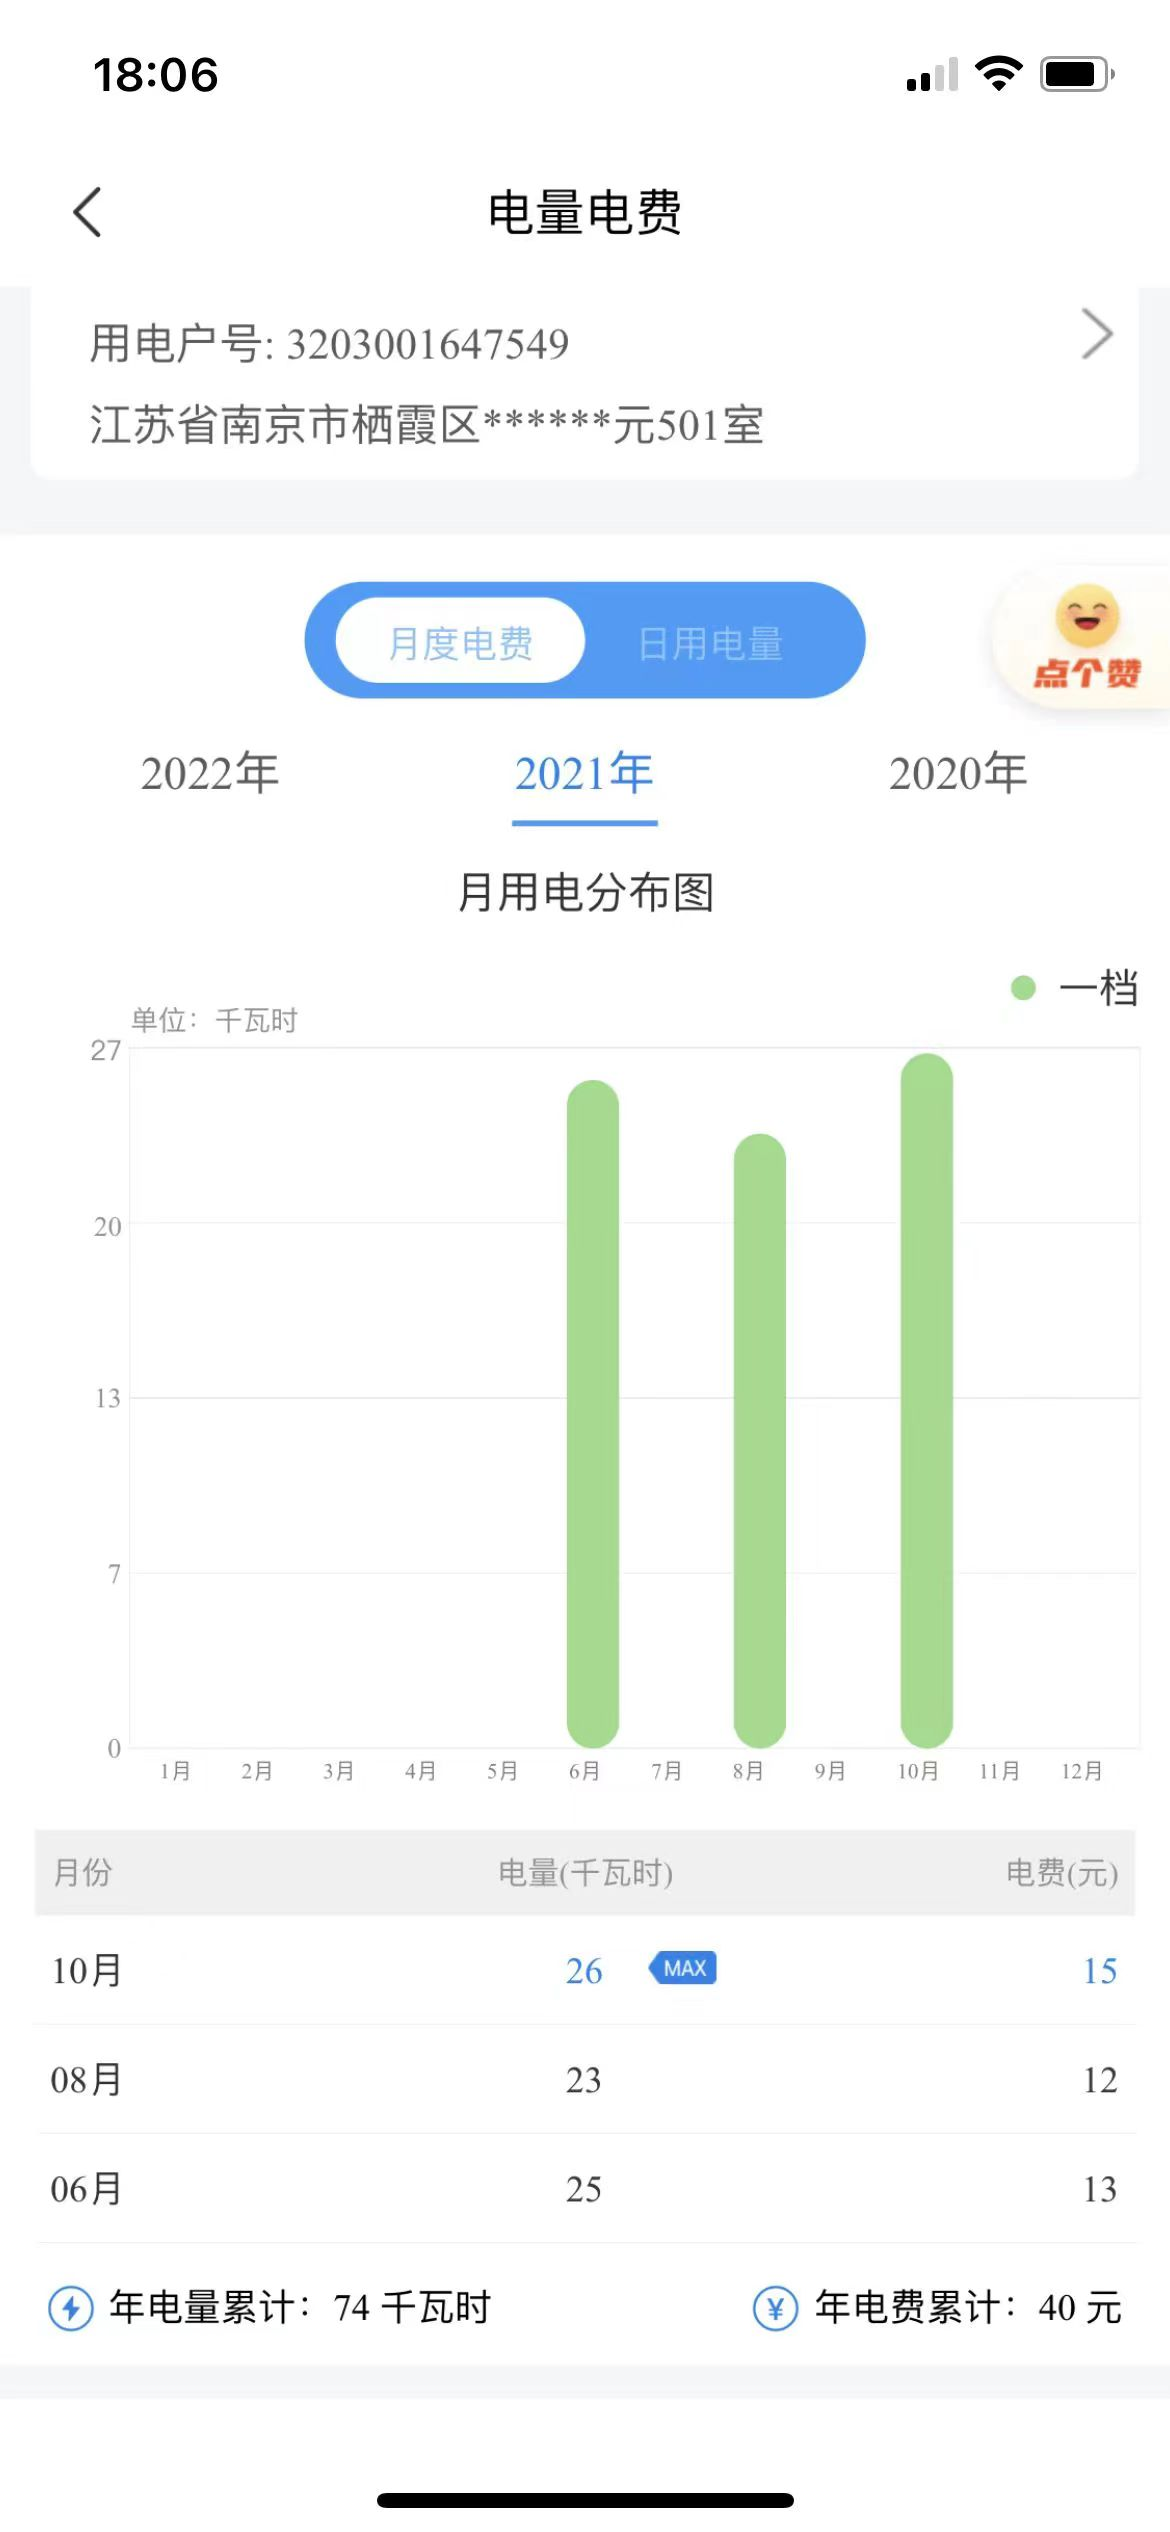 18:06
电量电费
用电户号: 3203001647549
江苏省南京市栖霞区******元501室
月度电费 日用电量
点个赞
2022年 2021年 2020年
月用电分布图
一档
单位：千瓦时
27
20
13
7
0
1月 2月 3月 4月 5月 6月 7月 8月 9月 10月 11月 12月
月份 电量(千瓦时) 电费(元)
10月 26 MAX 15
08月 23 12
06月 25 13
年电量累计：74 千瓦时 ¥ 年电费累计：40 元